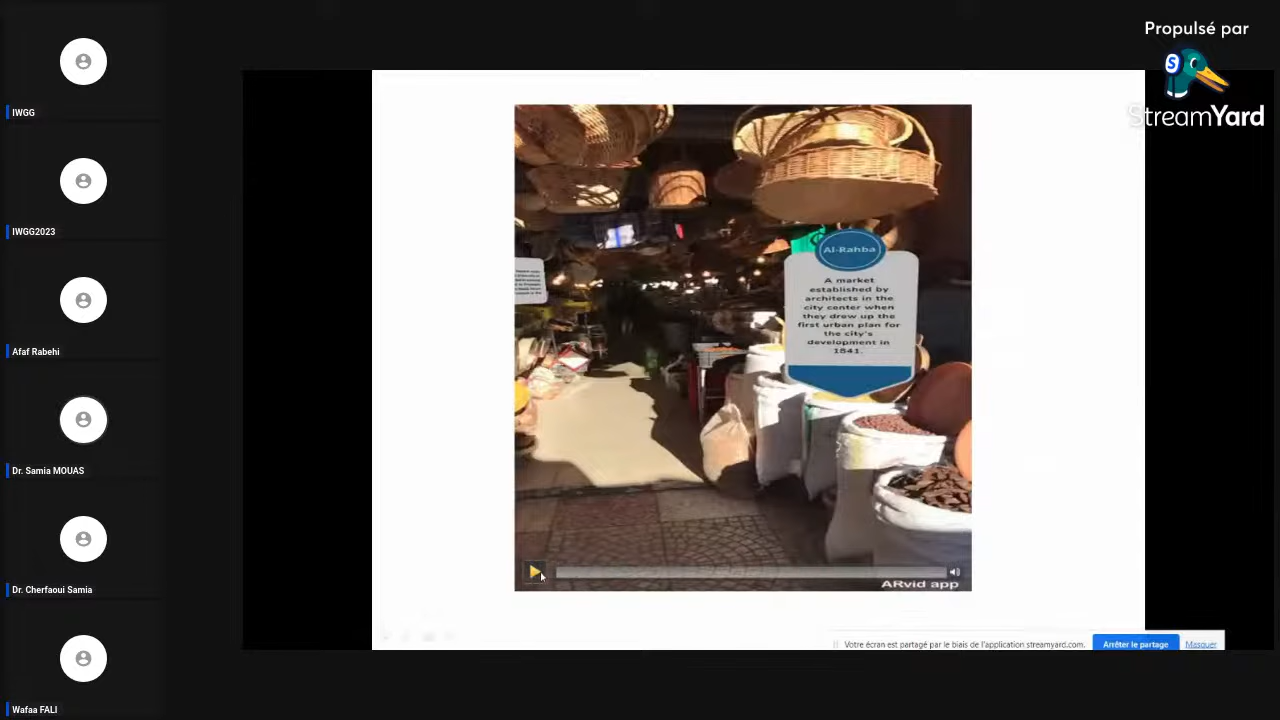 Propulsé par
StreamYard
IWGG
IWGG2023
Afaf Rabehi
Dr. Samia MOUAS
Dr. Cherfaoui Samia
Wafaa FALI
Al-Rahba
A market
established by
architects in the
city center when
they drow up the
first urban plan for
the city's
development in
1841.
ARvid app
Votre écran est partagé par le biais de l'application streamyard.com.
Arrêter le partage
Masquer